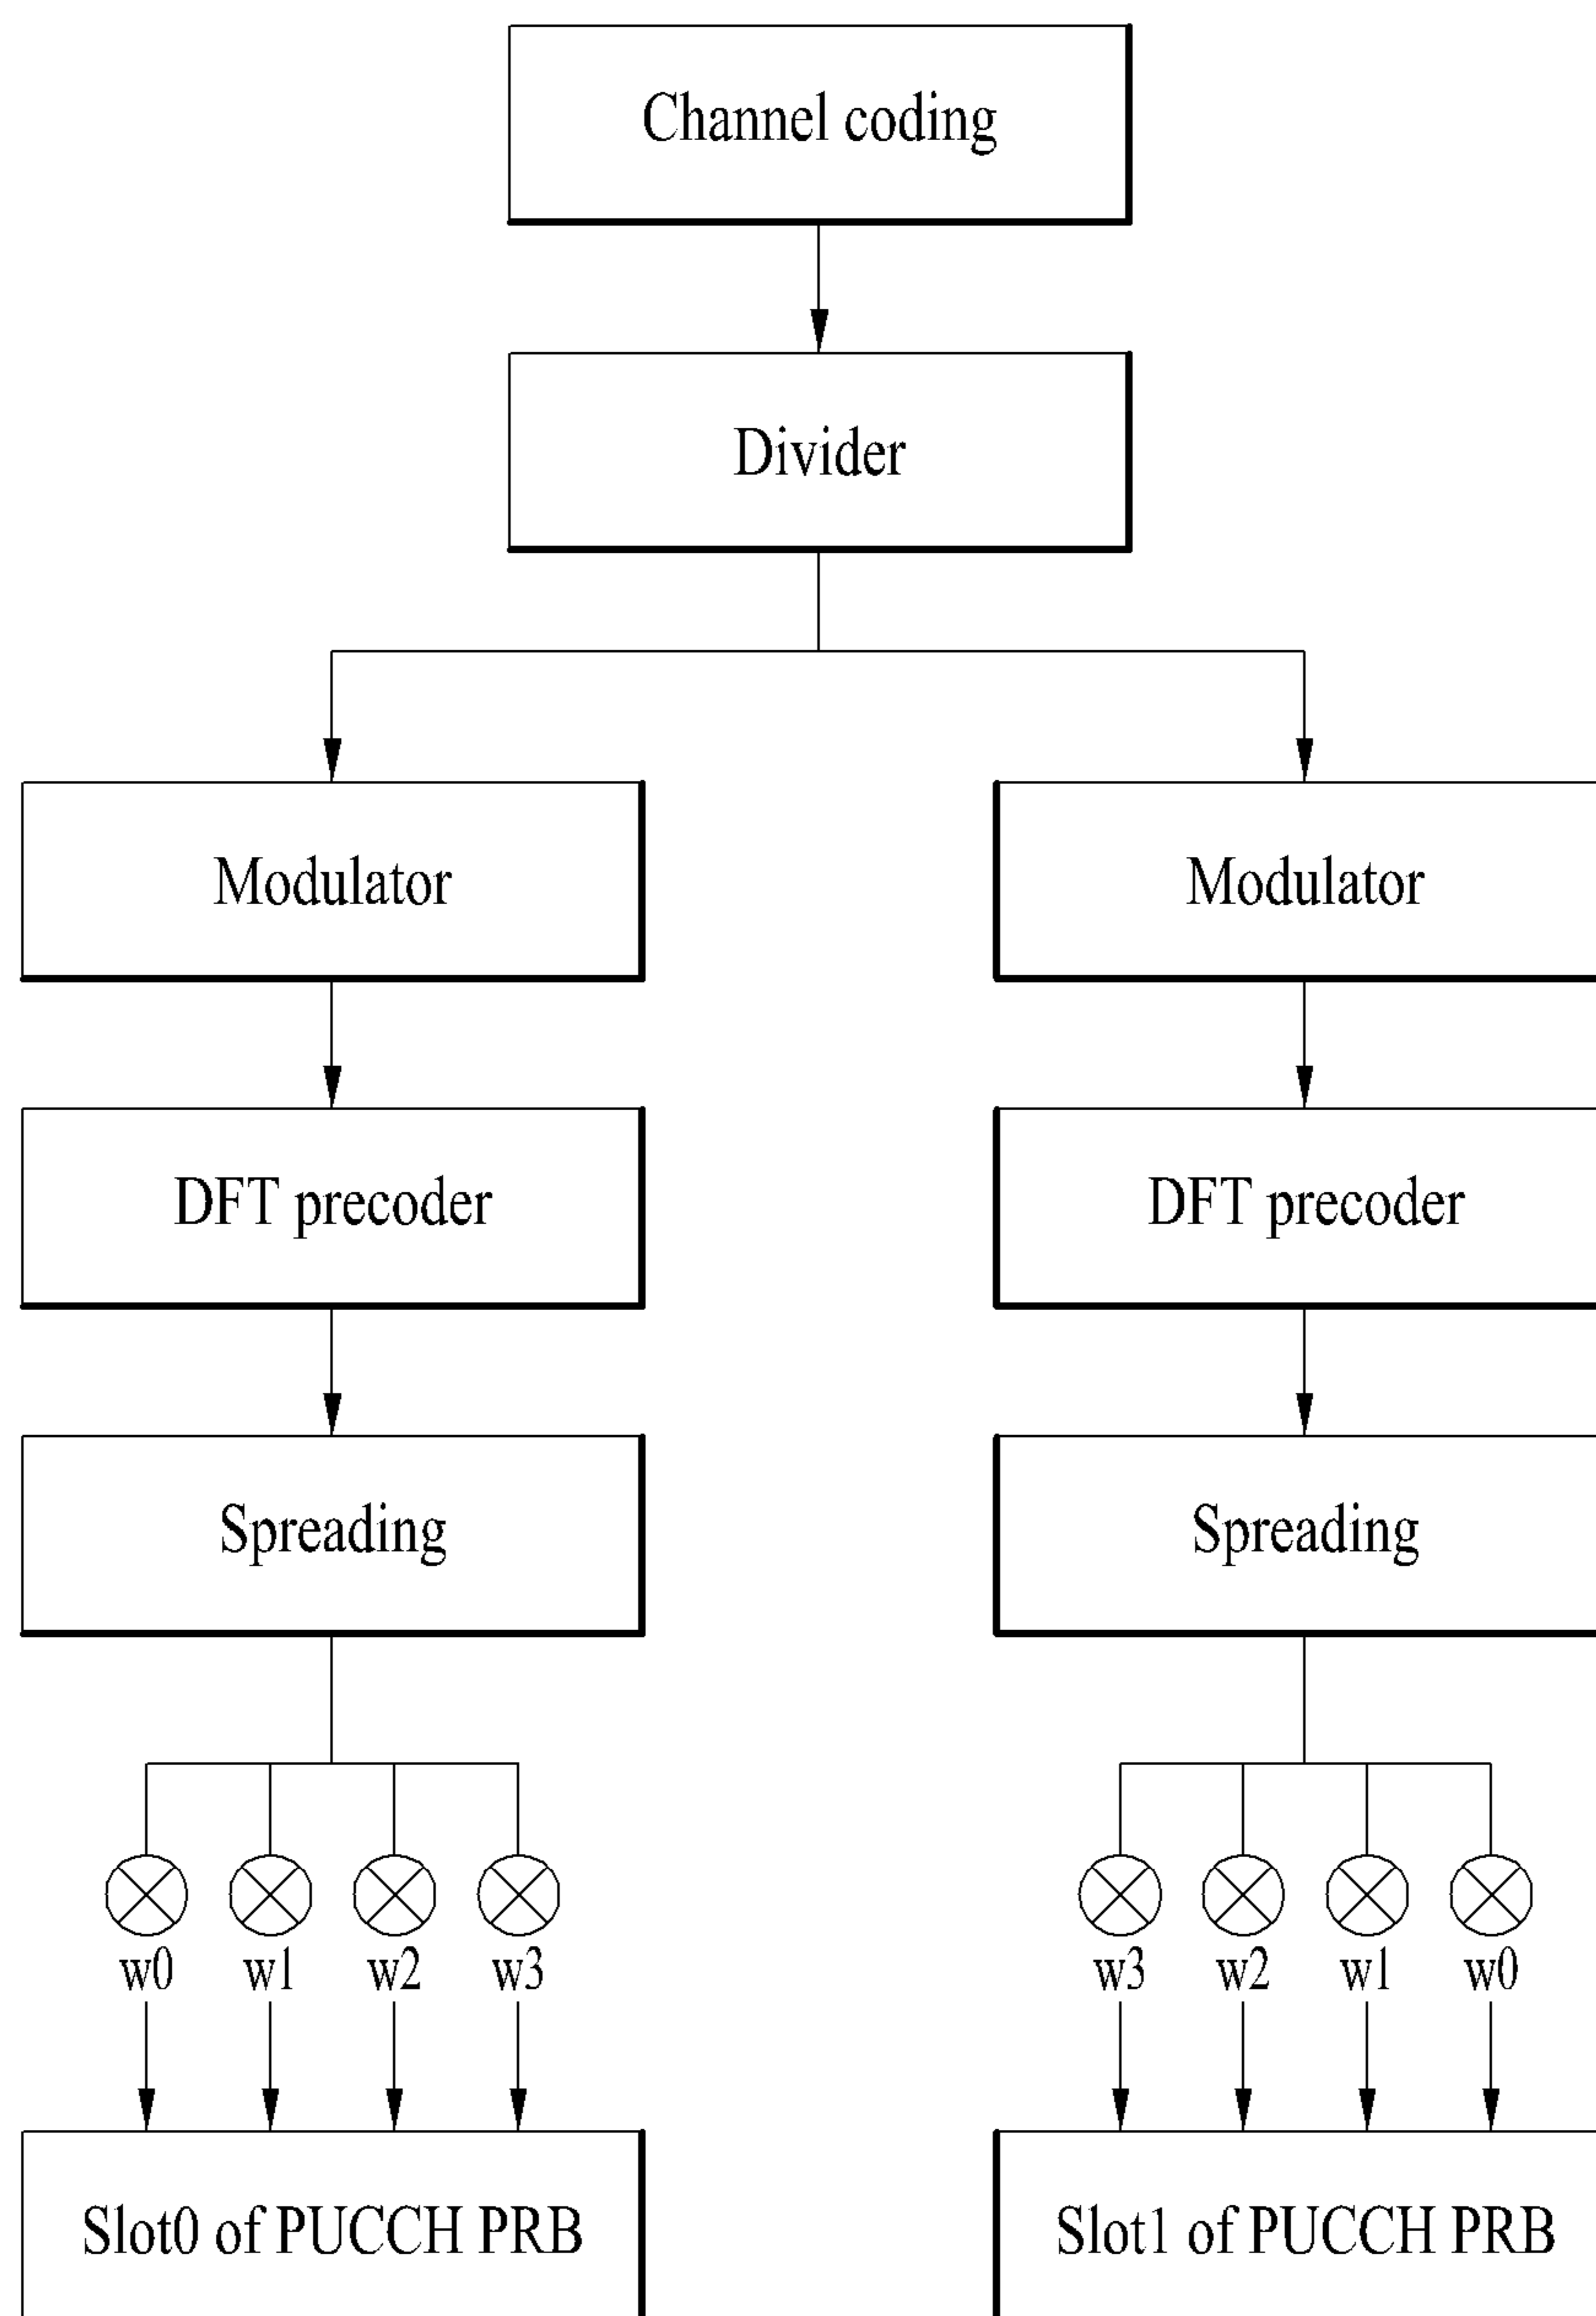 Channel coding
Divider
Modulator Modulator
DFT precoder DFT precoder
Spreading Spreading
w0 w1 w2 w3 w3 w2 w1 w0
Slot0 of PUCCH PRB Slot1 of PUCCH PRB